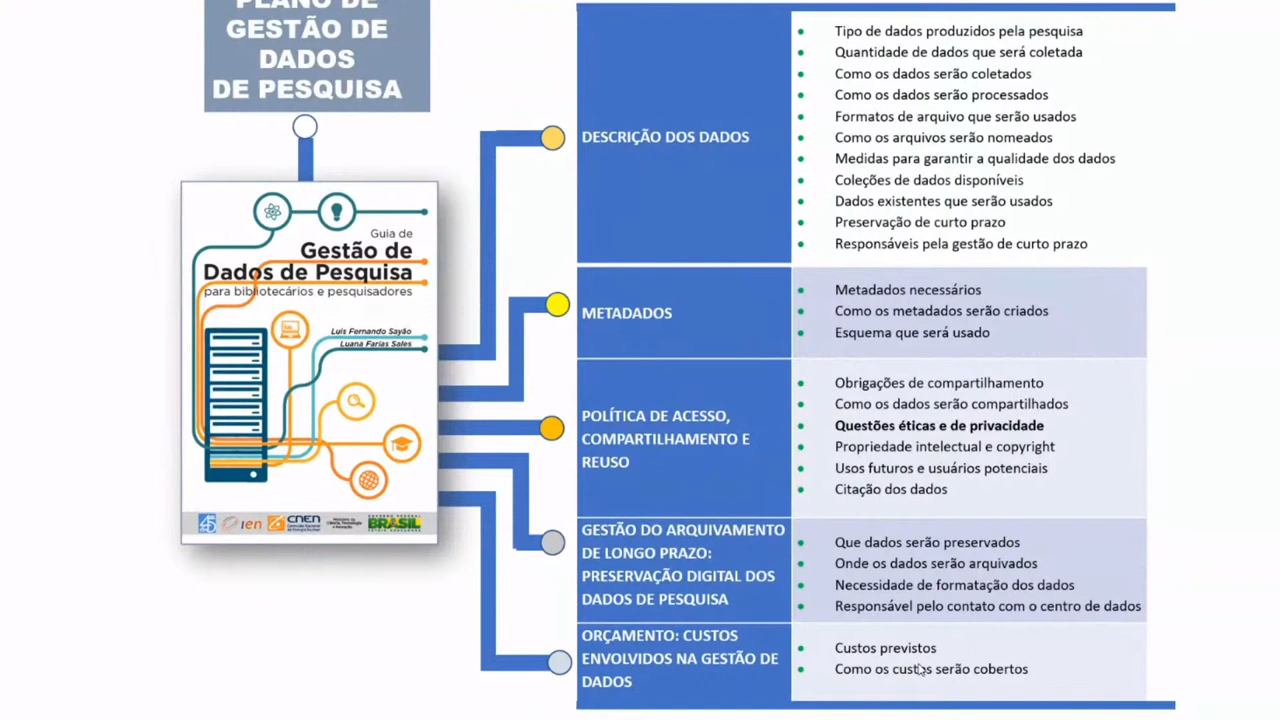 PLANO DE
GESTÃO DE
DADOS
DE PESQUISA
Guia de
Gestão de
Dados de Pesquisa
para bibliotecários e pesquisadores
Luis Fernando Sayão
Luana Farias Sales
45
ien
CNEN
BRASIL
DESCRIÇÃO DOS DADOS
Tipo de dados produzidos pela pesquisa
Quantidade de dados que será coletada
Como os dados serão coletados
Como os dados serão processados
Formatos de arquivo que serão usados
Como os arquivos serão nomeados
Medidas para garantir a qualidade dos dados
Coleções de dados disponíveis
Dados existentes que serão usados
Preservação de curto prazo
Responsáveis pela gestão de curto prazo
METADADOS
Metadados necessários
Como os metadados serão criados
Esquema que será usado
POLÍTICA DE ACESSO,
COMPARTILHAMENTO E
REUSO
Obrigações de compartilhamento
Como os dados serão compartilhados
Questões éticas e de privacidade
Propriedade intelectual e copyright
Usos futuros e usuários potenciais
Citação dos dados
GESTÃO DO ARQUIVAMENTO
DE LONGO PRAZO:
PRESERVAÇÃO DIGITAL DOS
DADOS DE PESQUISA
Que dados serão preservados
Onde os dados serão arquivados
Necessidade de formatação dos dados
Responsável pelo contato com o centro de dados
ORÇAMENTO: CUSTOS
ENVOLVIDOS NA GESTÃO DE
DADOS
Custos previstos
Como os custos serão cobertos